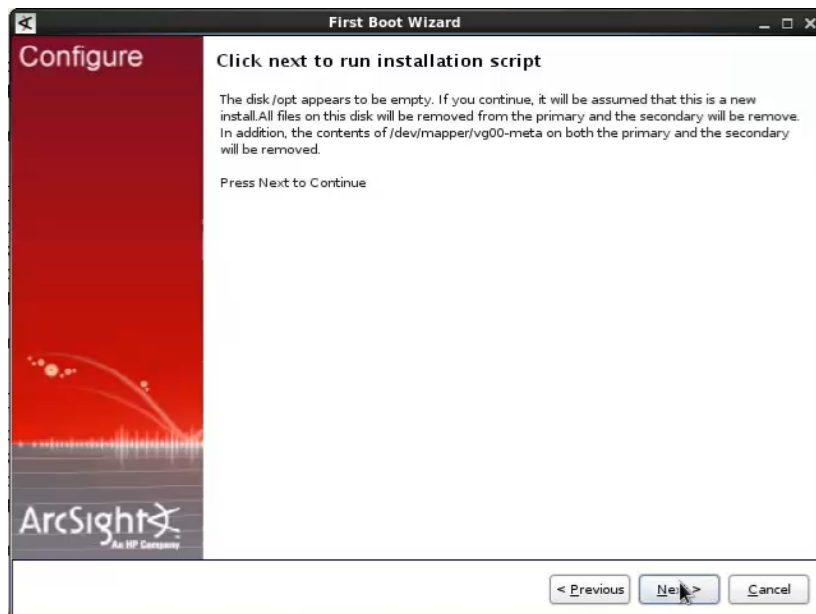 First Boot Wizard
Configure
Click next to run installation script
The disk /opt appears to be empty. If you continue, it will be assumed that this is a new
install.All files on this disk will be removed from the primary and the secondary will be remove.
In addition, the contents of /dev/mapper/vg00-meta on both the primary and the secondary
will be removed.
Press Next to Continue
ArcSight
An HP Company
< Previous
Next >
Cancel